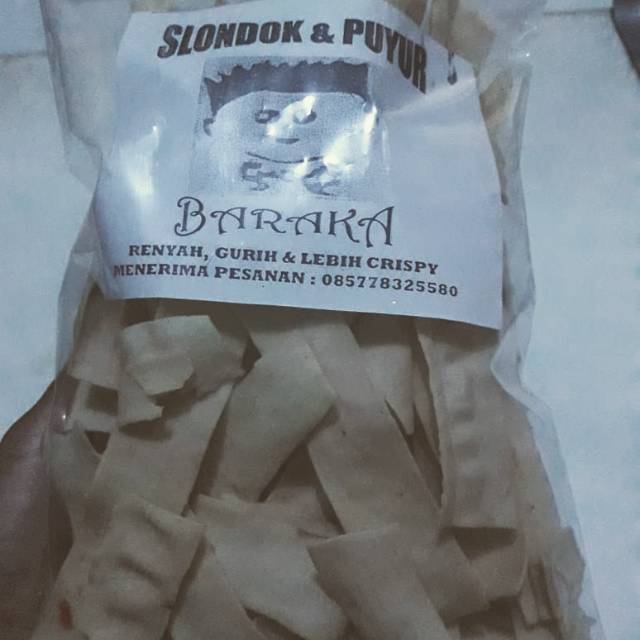 SLONDOK & PUYUR
BARAKA
RENYAH, GURIH & LEBIH CRISPY
MENERIMA PESANAN : 085778325580